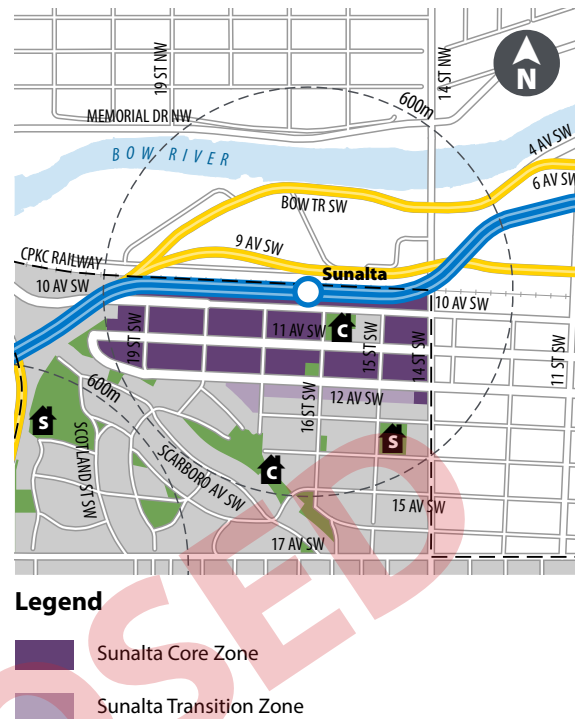 19 ST NW
14 ST NW
N
600m
MEMORIAL DR NW
BOW RIVER
4 AV SW
6 AV SW
BOW TR SW
9 AV SW
CPKC RAILWAY
Sunalta
10 AV SW
10 AV SW
11 AV SW
C
19 ST SW
15 ST SW
14 ST SW
11 ST SW
600m
12 AV SW
16 ST SW
S
SCOTLAND ST SW
S
SCARBORO AV SW
C
15 AV SW
17 AV SW
Legend
Sunalta Core Zone
Sunalta Transition Zone
OSED